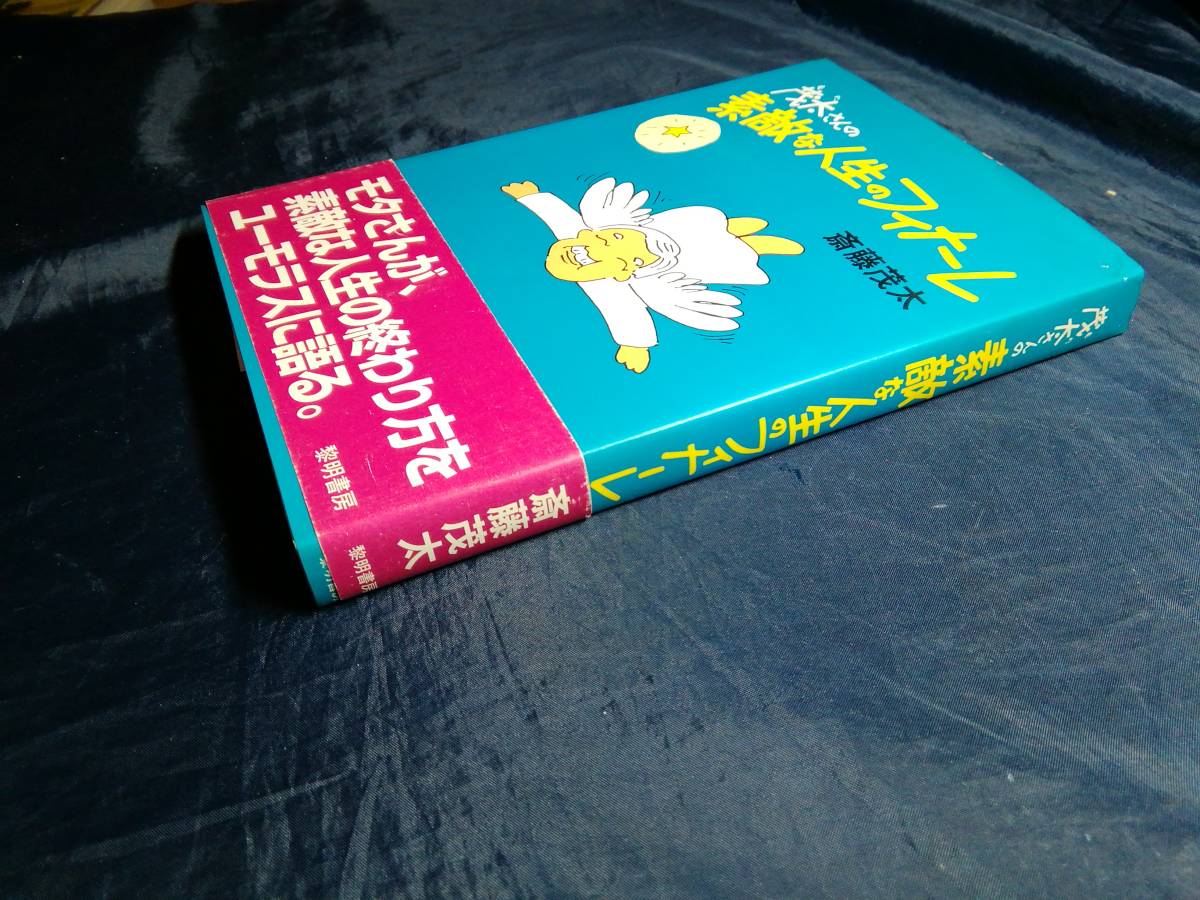 茂太さんの
素敵な人生のフィナーレ
斎藤茂太
モタさんが、
素敵な人生の終わり方を
ユーモラスに語る。
黎明書房
茂太さんの素敵な人生のフィナーレ
斎藤茂太
黎明書房